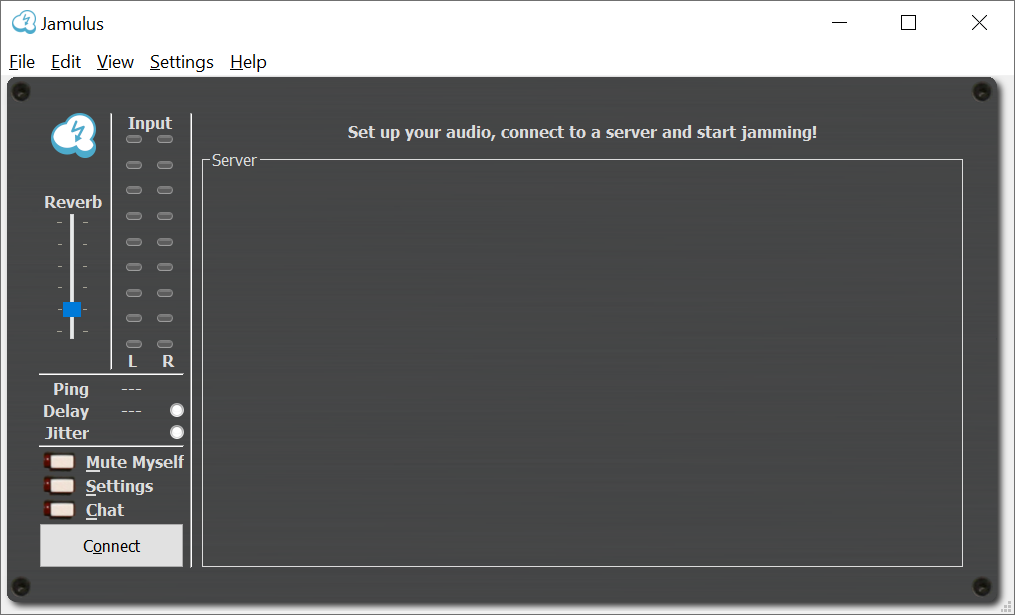 Jamulus
File Edit View Settings Help
Input
Set up your audio, connect to a server and start jamming!
Server
Reverb
L R
Ping ---
Delay ---
Jitter
Mute Myself
Settings
Chat
Connect